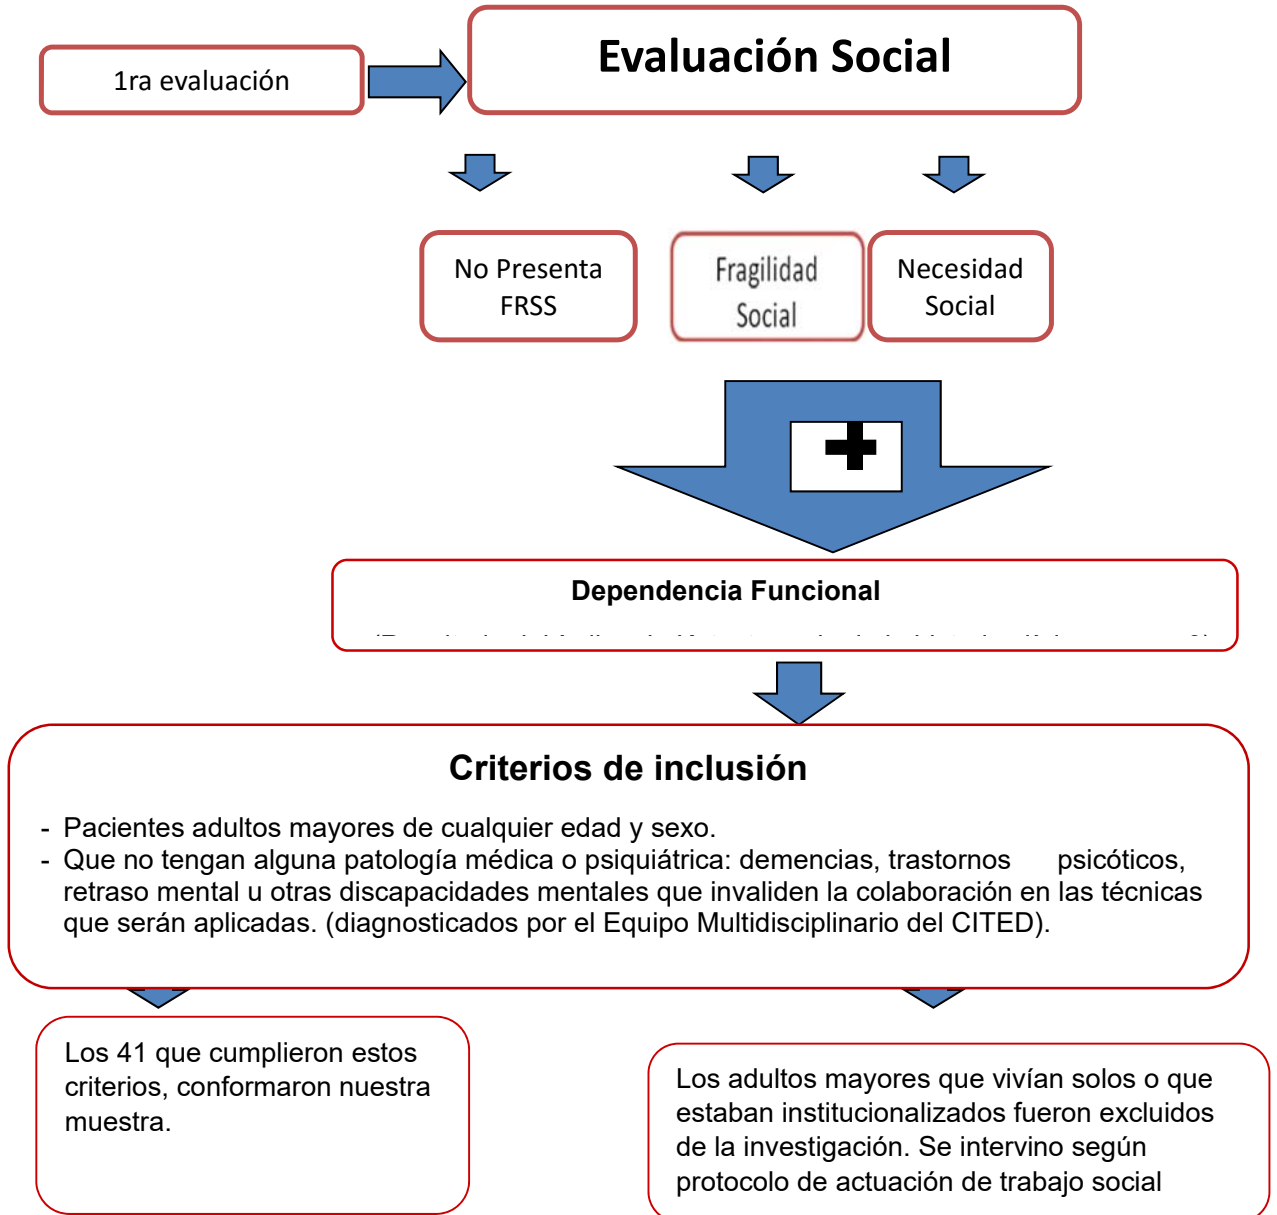 1ra evaluación
Evaluación Social
No Presenta
FRSS
Fragilidad
Social
Necesidad
Social
+
Dependencia Funcional
Criterios de inclusión
- Pacientes adultos mayores de cualquier edad y sexo.
- Que no tengan alguna patología médica o psiquiátrica: demencias, trastornos psicóticos,
retraso mental u otras discapacidades mentales que invaliden la colaboración en las técnicas
que serán aplicadas. (diagnosticados por el Equipo Multidisciplinario del CITED).
Los 41 que cumplieron estos
criterios, conformaron nuestra
muestra.
Los adultos mayores que vivían solos o que
estaban institucionalizados fueron excluidos
de la investigación. Se intervino según
protocolo de actuación de trabajo social